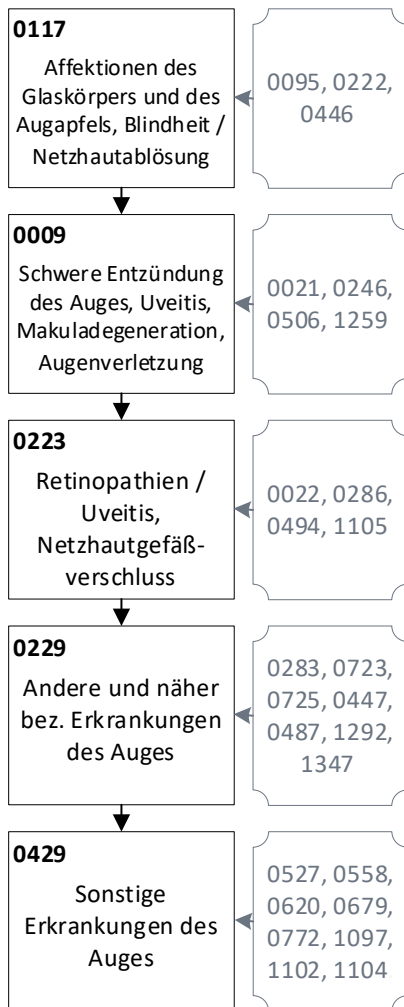 0117
Affektionen des
Glaskörpers und des
Augapfels, Blindheit /
Netzhautablösung
0095, 0222,
0446
0009
Schwere Entzündung
des Auges, Uveitis,
Makuladegeneration,
Augenverletzung
0021, 0246,
0506, 1259
0223
Retinopathien /
Uveitis,
Netzhautgefäß-
verschluss
0022, 0286,
0494, 1105
0229
Andere und näher
bez. Erkrankungen
des Auges
0283, 0723,
0725, 0447,
0487, 1292,
1347
0429
Sonstige
Erkrankungen des
Auges
0527, 0558,
0620, 0679,
0772, 1097,
1102, 1104